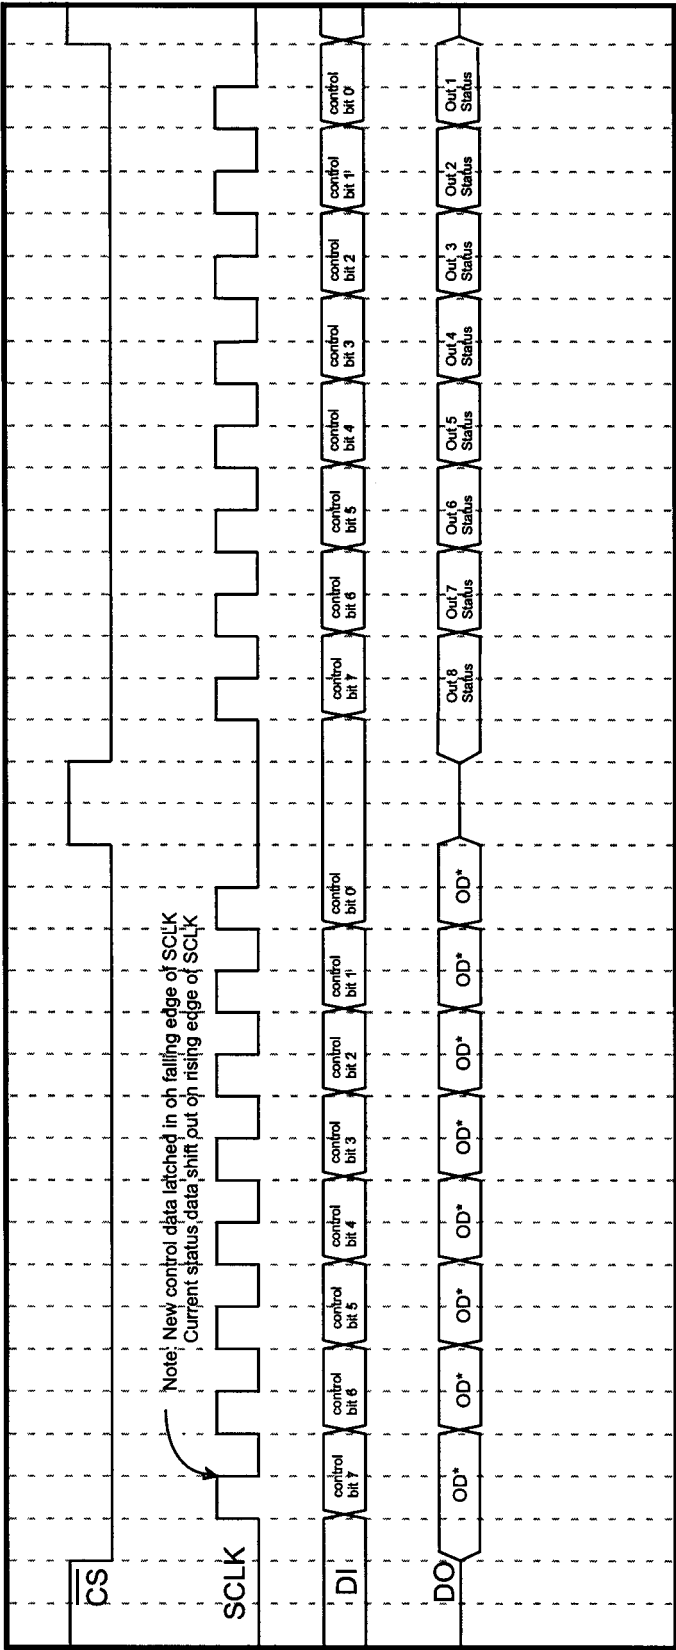 CS
Note: New control data latched in on falling edge of SCLK
Current status data shift out on rising edge of SCLK
SCLK
DI
control
bit 7
control
bit 6
control
bit 5
control
bit 4
control
bit 3
control
bit 2
control
bit 1
control
bit 0
control
bit 7
control
bit 6
control
bit 5
control
bit 4
control
bit 3
control
bit 2
control
bit 1
control
bit 0
DO
OD*
OD*
OD*
OD*
OD*
OD*
OD*
OD*
Out 8
Status
Out 7
Status
Out 6
Status
Out 5
Status
Out 4
Status
Out 3
Status
Out 2
Status
Out 1
Status